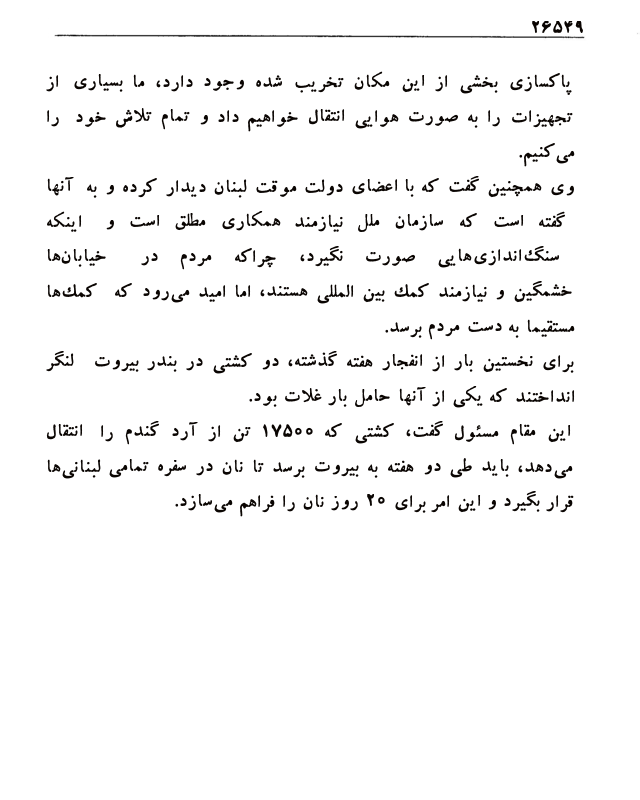 ۲۶۵۴۹
پاکسازی بخشی از این مکان تخریب شده وجود دارد، ما بسیاری از
تجهیزات را به صورت هوایی انتقال خواهیم داد و تمام تلاش خود را
می‌کنیم.
وی همچنین گفت که با اعضای دولت موقت لبنان دیدار کرده و به آنها
گفته است که سازمان ملل نیازمند همکاری مطلق است و اینکه
سنگ‌اندازی‌هایی صورت نگیرد، چراکه مردم در خیابان‌ها
خشمگین و نیازمند کمك بین المللی هستند، اما امید می‌رود که کمك‌ها
مستقیما به دست مردم برسد.
برای نخستین بار از انفجار هفته گذشته، دو کشتی در بندر بیروت لنگر
انداختند که یکی از آنها حامل بار غلات بود.
این مقام مسئول گفت، کشتی که ۱۷۵۰۰ تن از آرد گندم را انتقال
می‌دهد، باید طی دو هفته به بیروت برسد تا نان در سفره تمامی لبنانی‌ها
قرار بگیرد و این امر برای ۲۰ روز نان را فراهم می‌سازد.